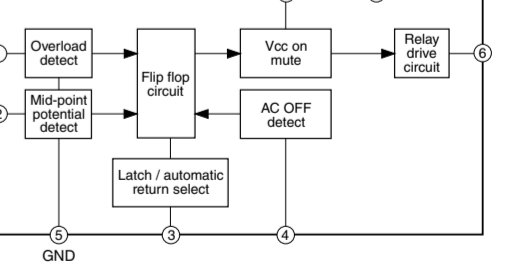 Overload
detect
Flip flop
circuit
Vcc on
mute
Relay
drive
circuit
6
Mid-point
potential
detect
AC OFF
detect
Latch / automatic
return select
5
3
4
GND